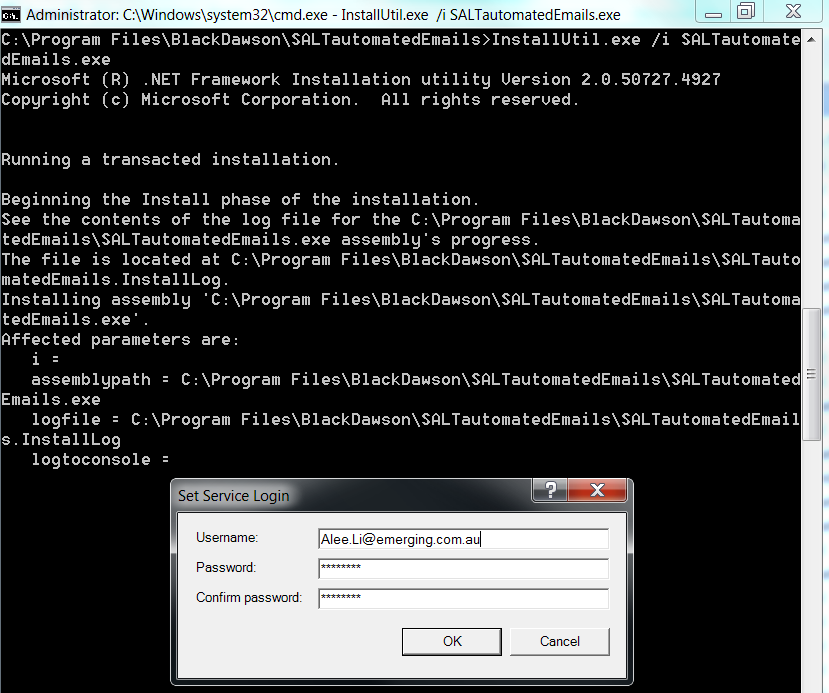 Administrator: C:\Windows\system32\cmd.exe - InstallUtil.exe /i SALTautomatedEmails.exe
C:\Program Files\BlackDawson\SALTautomatedEmails>InstallUtil.exe /i SALTautomate
dEmails.exe
Microsoft (R) .NET Framework Installation utility Version 2.0.50727.4927
Copyright (c) Microsoft Corporation.  All rights reserved.
Running a transacted installation.
Beginning the Install phase of the installation.
See the contents of the log file for the C:\Program Files\BlackDawson\SALTautoma
tedEmails\SALTautomatedEmails.exe assembly's progress.
The file is located at C:\Program Files\BlackDawson\SALTautomatedEmails\SALTauto
matedEmails.InstallLog.
Installing assembly 'C:\Program Files\BlackDawson\SALTautomatedEmails\SALTautoma
tedEmails.exe'.
Affected parameters are:
   i =
   assemblypath = C:\Program Files\BlackDawson\SALTautomatedEmails\SALTautomated
Emails.exe
   logfile = C:\Program Files\BlackDawson\SALTautomatedEmails\SALTautomatedEmail
s.InstallLog
   logtoconsole =
Set Service Login
Username: Alee.Li@emerging.com.au
Password: ********
Confirm password: ********
OK Cancel